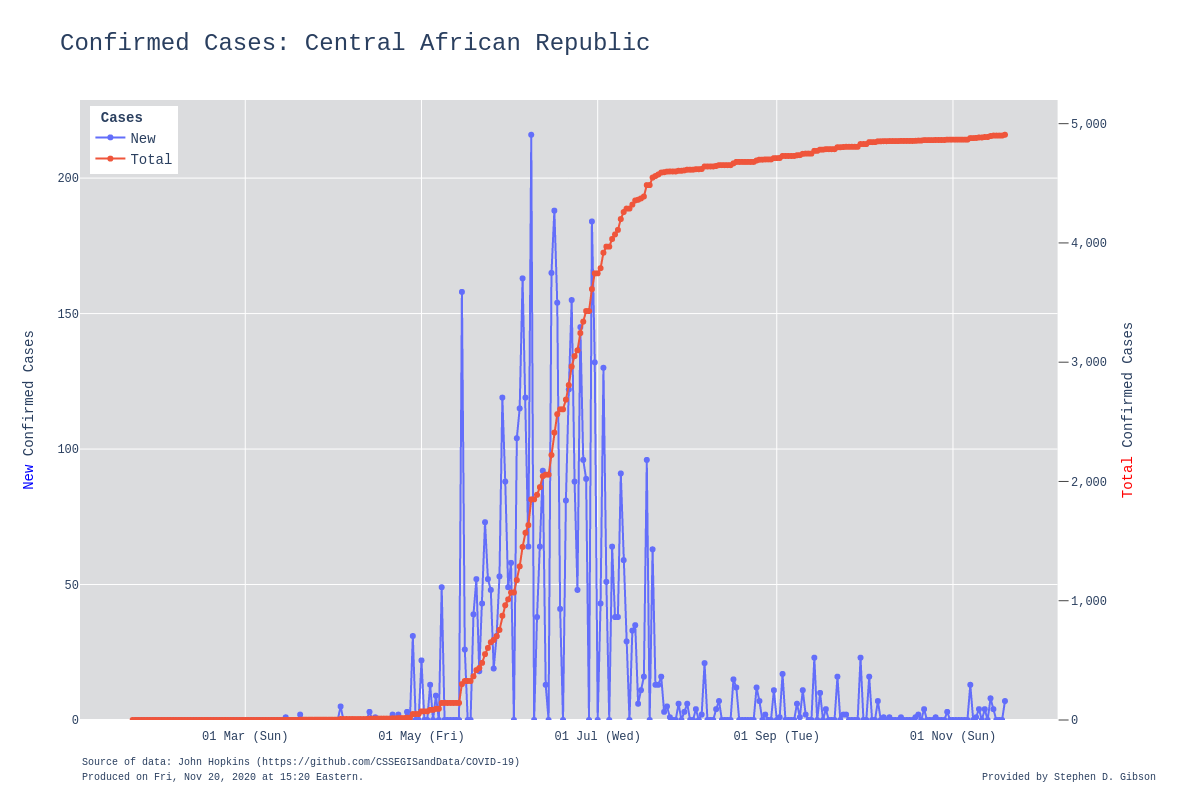 Confirmed Cases: Central African Republic
Cases
New
Total
200
150
100
50
0
5,000
4,000
3,000
2,000
1,000
0
New Confirmed Cases
Total Confirmed Cases
01 Mar (Sun)
01 May (Fri)
01 Jul (Wed)
01 Sep (Tue)
01 Nov (Sun)
Source of data: John Hopkins (https://github.com/CSSEGISandData/COVID-19)
Produced on Fri, Nov 20, 2020 at 15:20 Eastern.
Provided by Stephen D. Gibson